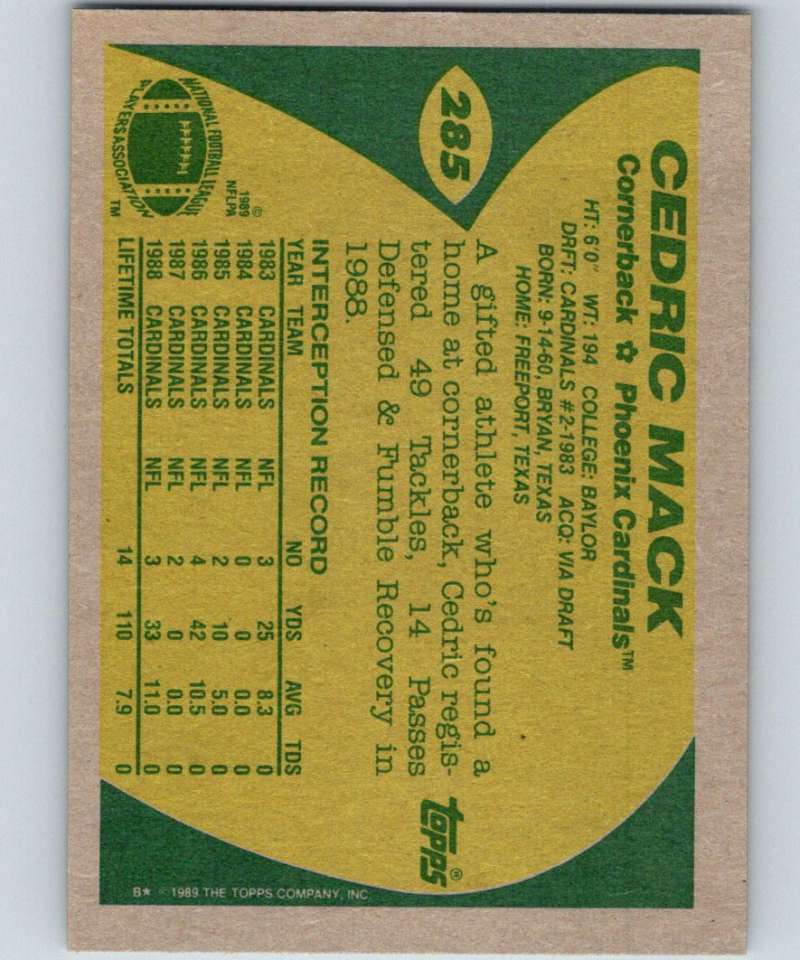 285
CEDRIC MACK
Cornerback ✿ Phoenix Cardinals™
HT: 6'0" WT: 194 COLLEGE: BAYLOR
DRFT: CARDINALS #2-1983 ACQ: VIA DRAFT
BORN: 9-14-60, BRYAN, TEXAS
HOME: FREEPORT, TEXAS
A gifted athlete who's found a
home at cornerback, Cedric regis-
tered 49 Tackles, 14 Passes
Defensed & Fumble Recovery in
1988.
topps®
NATIONAL FOOTBALL LEAGUE
PLAYERS ASSOCIATION
™
©
1989
NFLPA
INTERCEPTION RECORD
YEAR TEAM NO YDS AVG TDS
1983 CARDINALS NFL 3 25 8.3 0
1984 CARDINALS NFL 0 0 0.0 0
1985 CARDINALS NFL 2 10 5.0 0
1986 CARDINALS NFL 4 42 10.5 0
1987 CARDINALS NFL 2 0 0.0 0
1988 CARDINALS NFL 3 33 11.0 0
LIFETIME TOTALS 14 110 7.9 0
B★ © 1989 THE TOPPS COMPANY, INC.